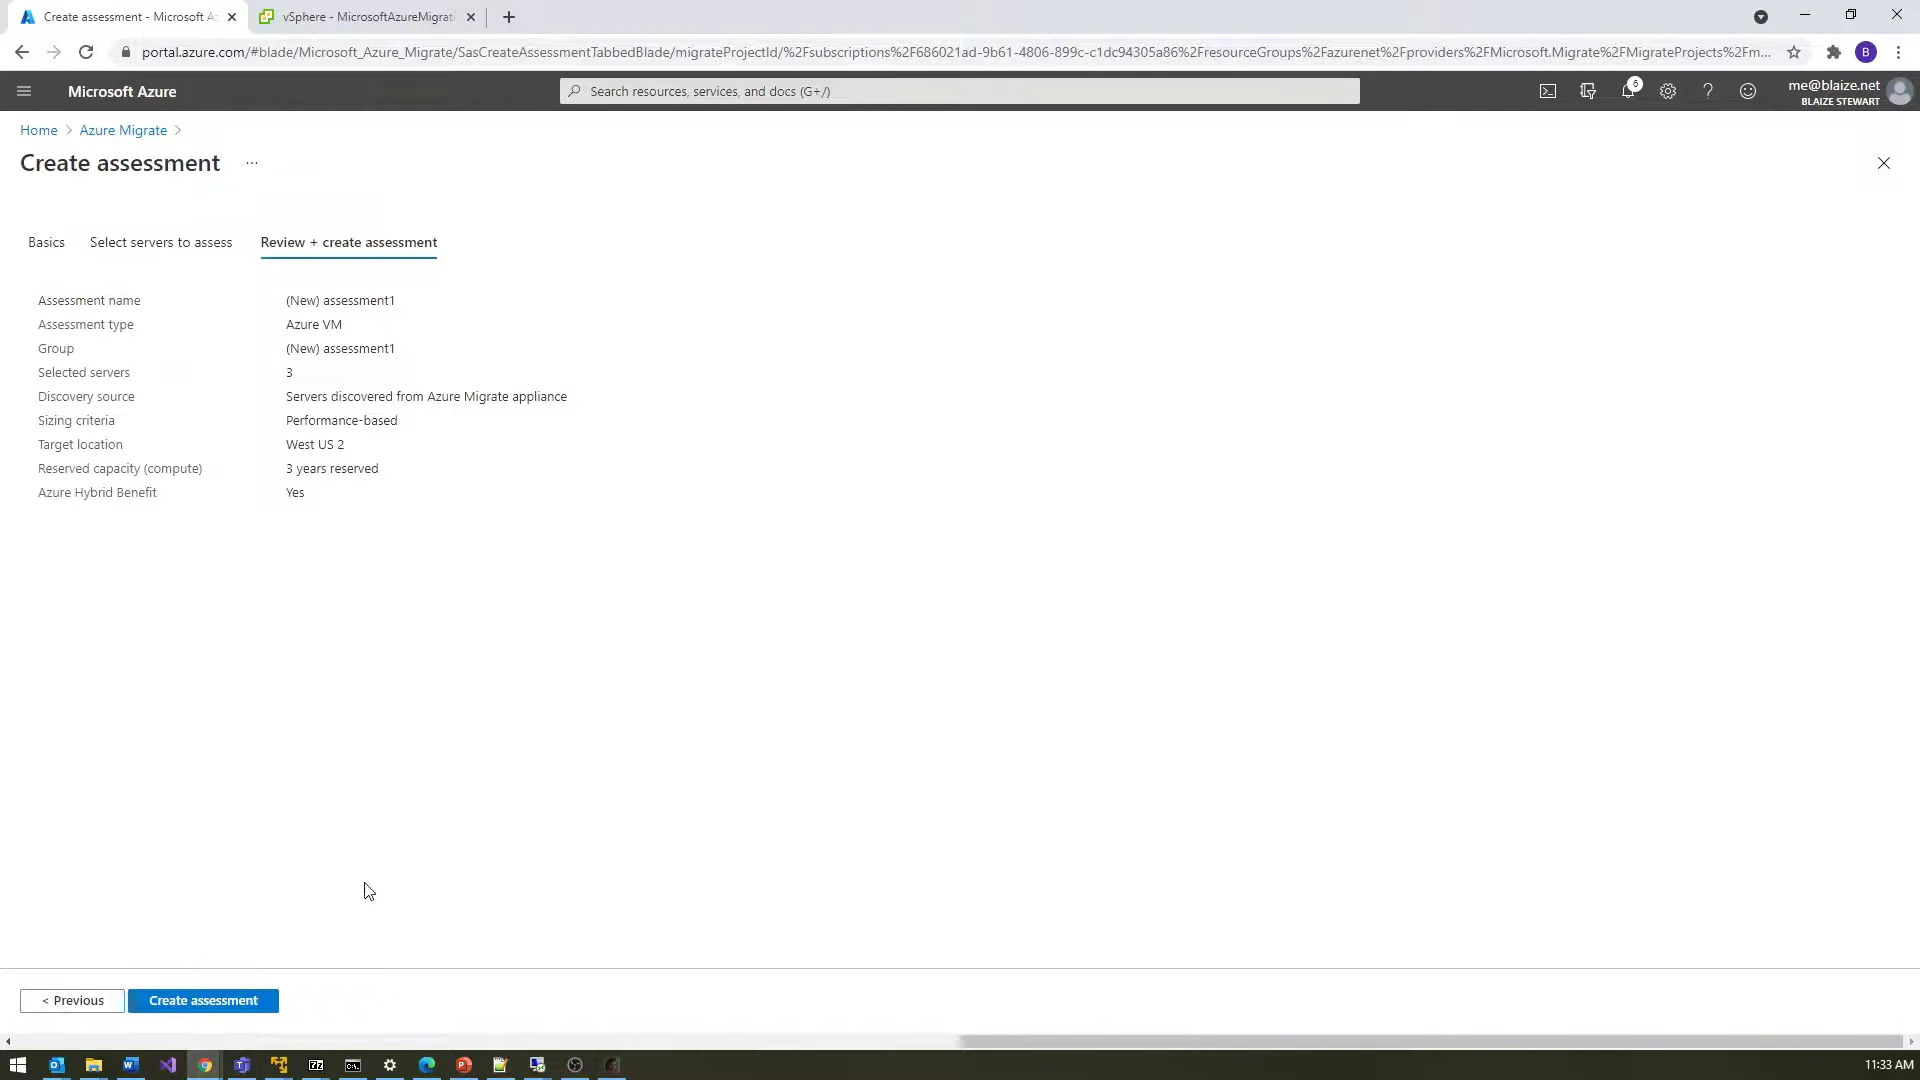 Create assessment - Microsoft A
vSphere - MicrosoftAzureMigrati
portal.azure.com/#blade/Microsoft_Azure_Migrate/SasCreateAssessmentTabbedBlade/migrateProjectId/%2Fsubscriptions%2F686021ad-9b61-4806-899c-c1dc94305a86%2FresourceGroups%2Fazurenet%2Fproviders%2FMicrosoft.Migrate%2FMigrateProjects%2Fm...
B
Microsoft Azure
Search resources, services, and docs (G+/)
6
me@blaize.net
BLAIZE STEWART
Home > Azure Migrate >
Create assessment ...
Basics Select servers to assess Review + create assessment
Assessment name (New) assessment1
Assessment type Azure VM
Group (New) assessment1
Selected servers 3
Discovery source Servers discovered from Azure Migrate appliance
Sizing criteria Performance-based
Target location West US 2
Reserved capacity (compute) 3 years reserved
Azure Hybrid Benefit Yes
< Previous Create assessment
11:33 AM